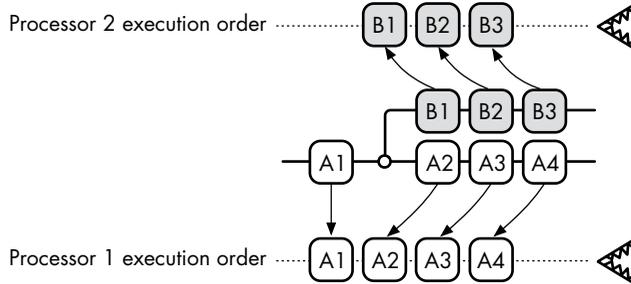 Processor 2 execution order B1 B2 B3
B1 B2 B3
A1 A2 A3 A4
Processor 1 execution order A1 A2 A3 A4